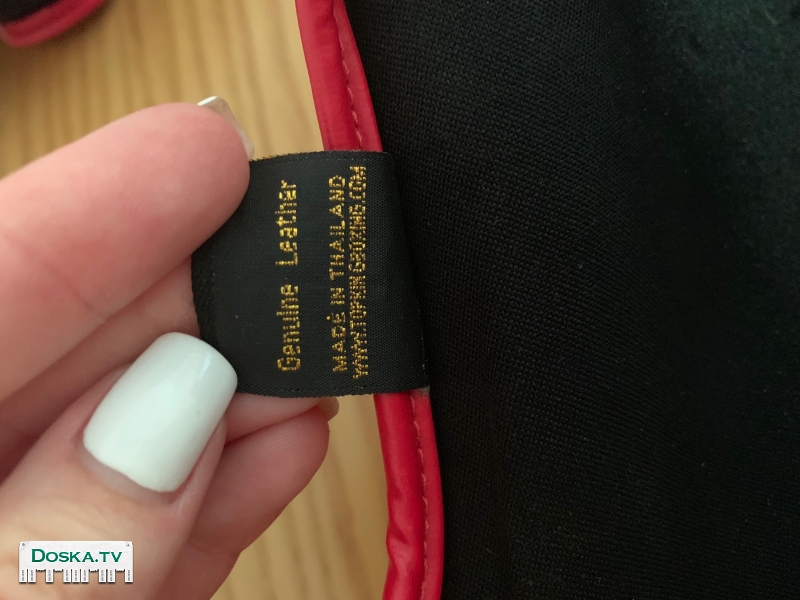 Genuine Leather
MADE IN THAILAND
WWW.TOPKINGBOXING.COM
DOSKA.TV